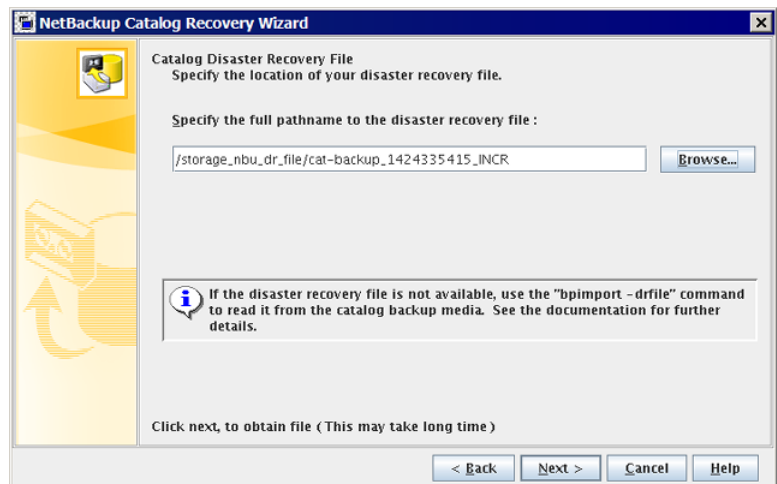 NetBackup Catalog Recovery Wizard
Catalog Disaster Recovery File
Specify the location of your disaster recovery file.
Specify the full pathname to the disaster recovery file :
/storage_nbu_dr_file/cat-backup_1424335415_INCR
Browse...
If the disaster recovery file is not available, use the "bpimport -drfile" command
to read it from the catalog backup media. See the documentation for further
details.
Click next, to obtain file ( This may take long time )
< Back
Next >
Cancel
Help